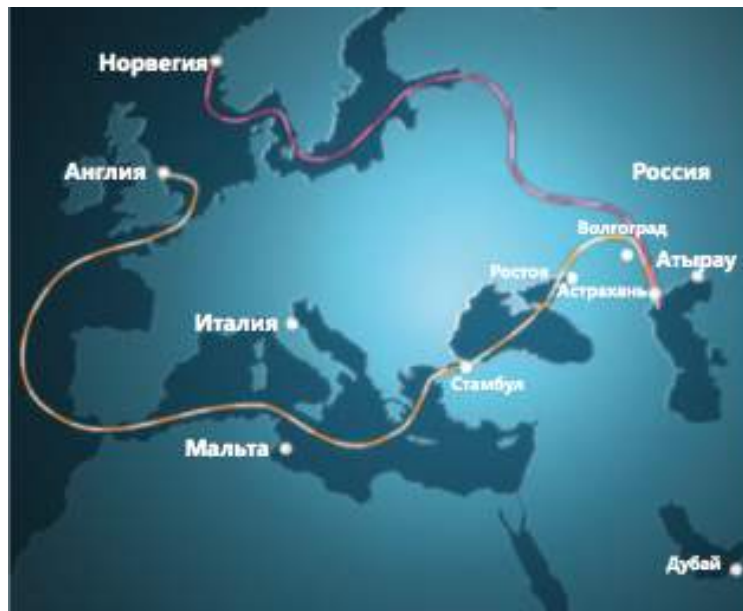 Норвегия
Англия
Россия
Волгоград
Атырау
Ростов
Астрахань
Италия
Стамбул
Мальта
Дубай